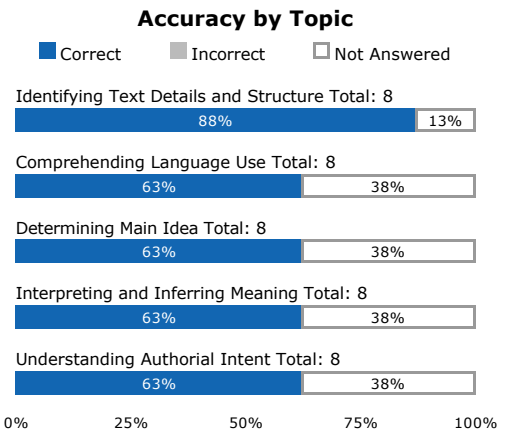 Accuracy by Topic
Correct Incorrect Not Answered
Identifying Text Details and Structure Total: 8
88% 13%
Comprehending Language Use Total: 8
63% 38%
Determining Main Idea Total: 8
63% 38%
Interpreting and Inferring Meaning Total: 8
63% 38%
Understanding Authorial Intent Total: 8
63% 38%
0% 25% 50% 75% 100%